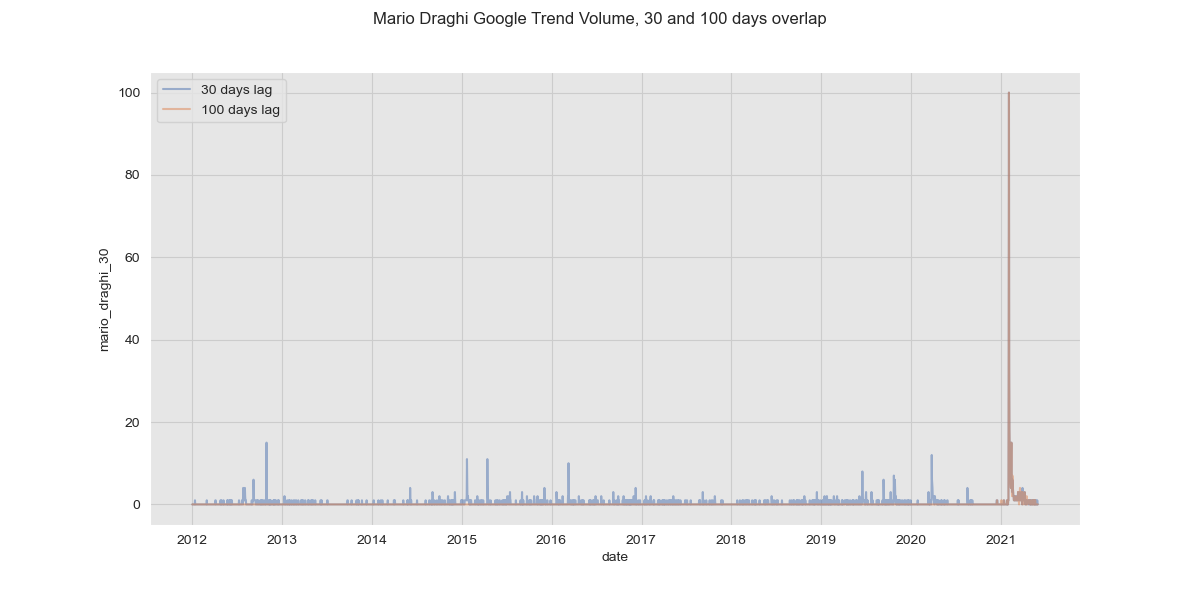 Mario Draghi Google Trend Volume, 30 and 100 days overlap
30 days lag
100 days lag
100
80
60
40
20
0
mario_draghi_30
2012 2013 2014 2015 2016 2017 2018 2019 2020 2021
date